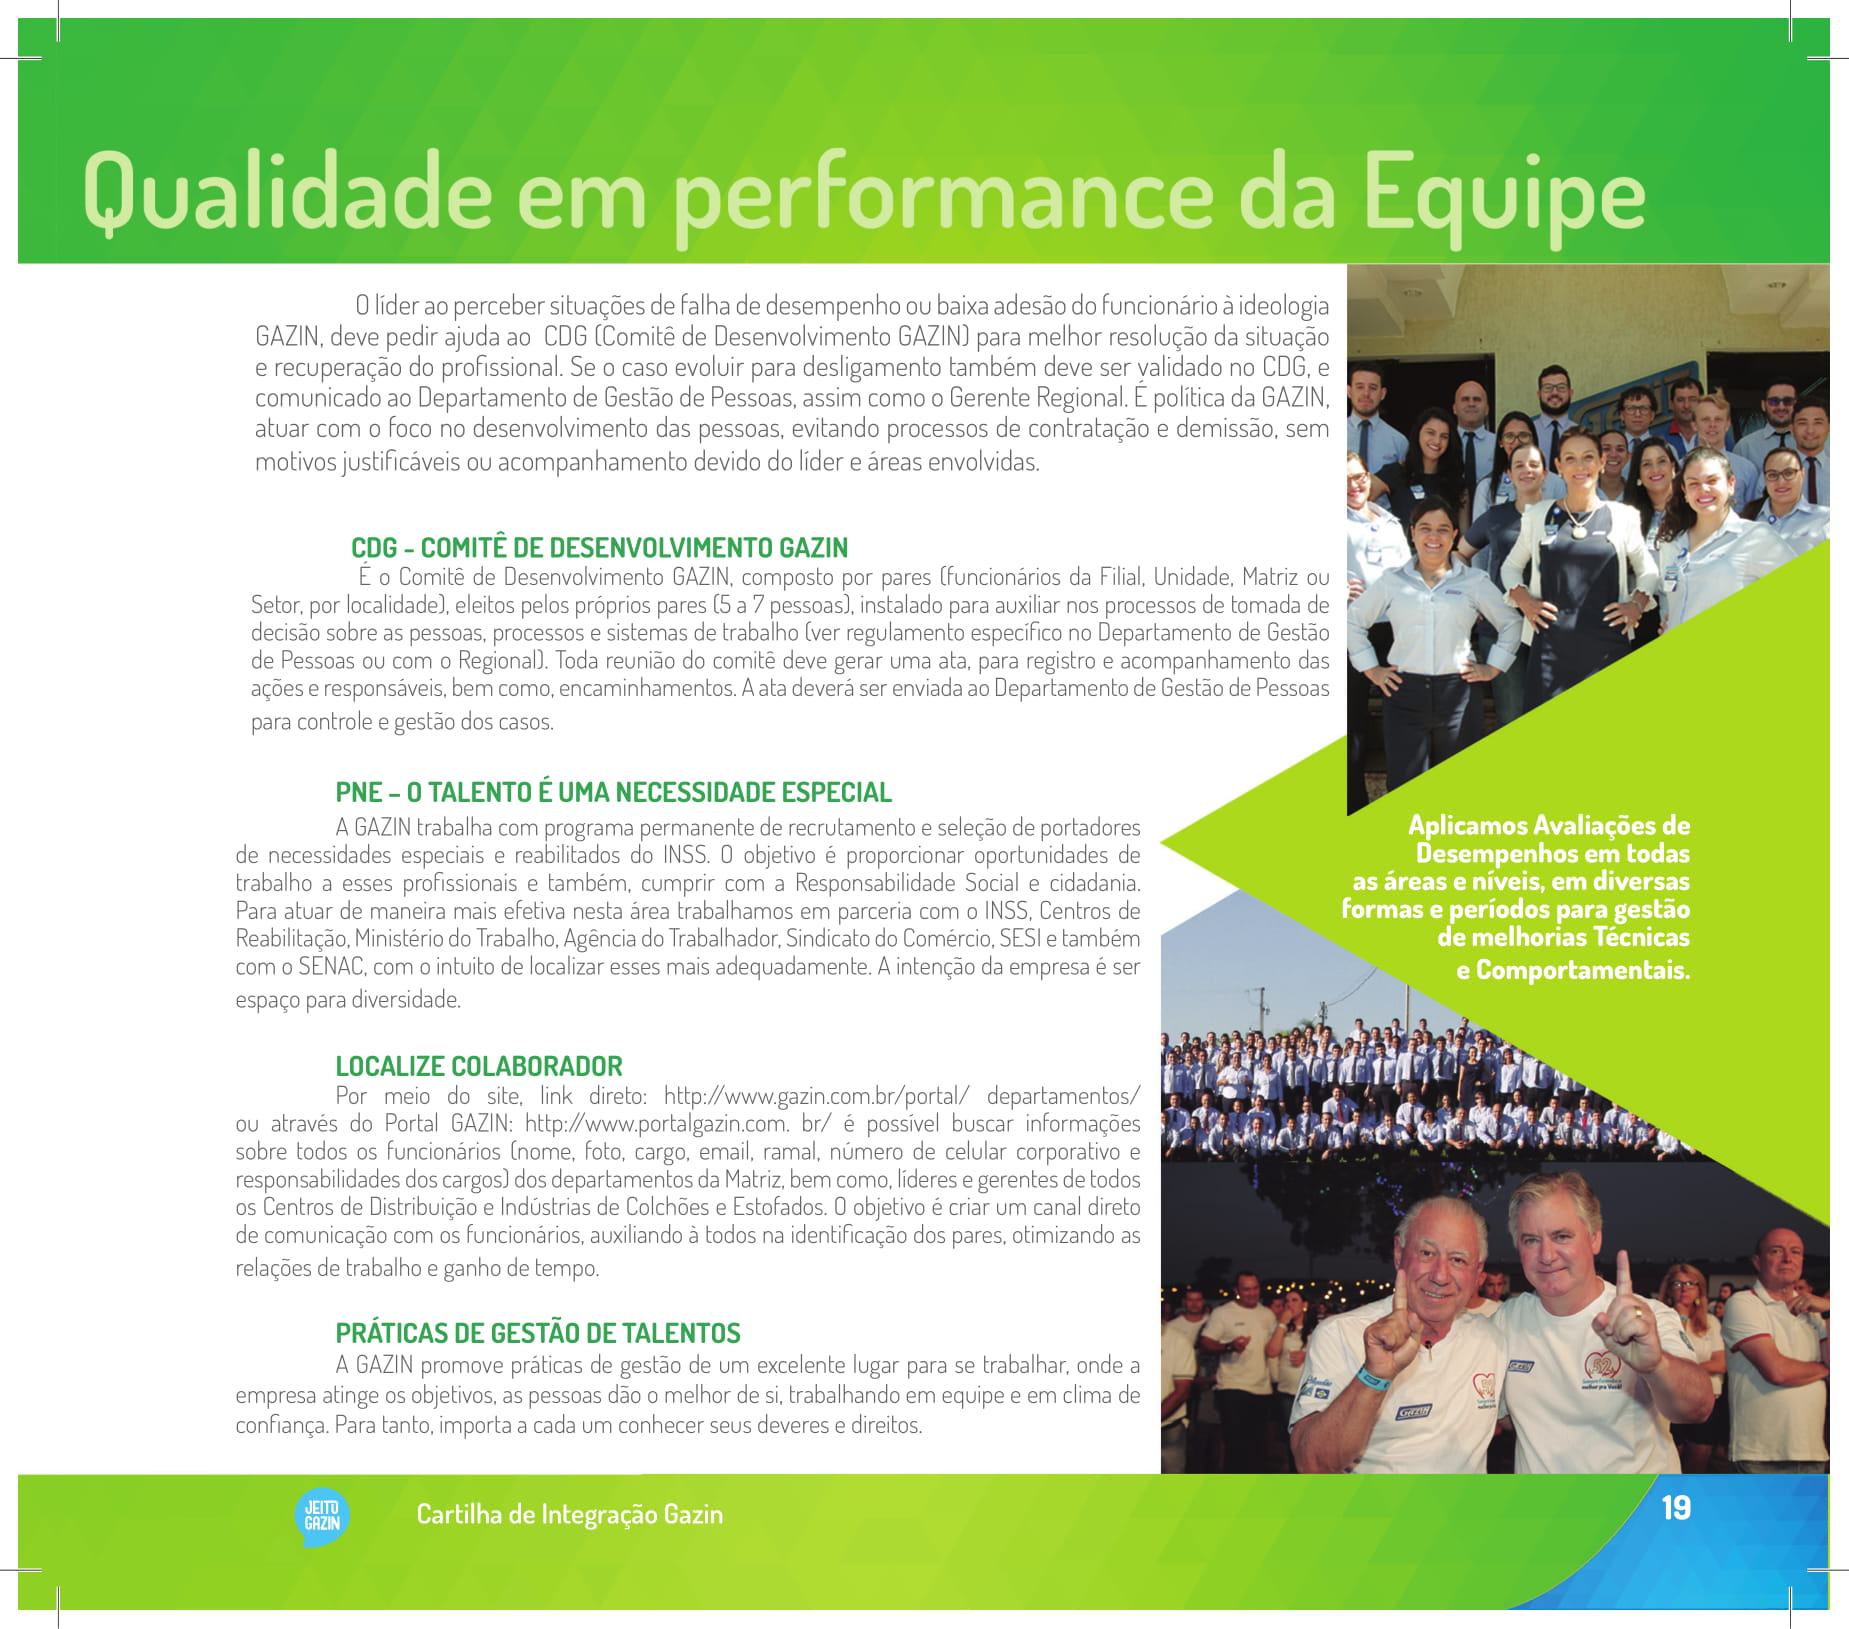 Qualidade em performance da Equipe
O líder ao perceber situações de falha de desempenho ou baixa adesão do funcionário à ideologia
GAZIN, deve pedir ajuda ao CDG (Comitê de Desenvolvimento GAZIN) para melhor resolução da situação
e recuperação do profissional. Se o caso evoluir para desligamento também deve ser validado no CDG, e
comunicado ao Departamento de Gestão de Pessoas, assim como o Gerente Regional. É política da GAZIN,
atuar com o foco no desenvolvimento das pessoas, evitando processos de contratação e demissão, sem
motivos justificáveis ou acompanhamento devido do líder e áreas envolvidas.
CDG - COMITÊ DE DESENVOLVIMENTO GAZIN
É o Comitê de Desenvolvimento GAZIN, composto por pares (funcionários da Filial, Unidade, Matriz ou
Setor, por localidade), eleitos pelos próprios pares (5 a 7 pessoas), instalado para auxiliar nos processos de tomada de
decisão sobre as pessoas, processos e sistemas de trabalho (ver regulamento específico no Departamento de Gestão
de Pessoas ou com o Regional). Toda reunião do comitê deve gerar uma ata, para registro e acompanhamento das
ações e responsáveis, bem como, encaminhamentos. A ata deverá ser enviada ao Departamento de Gestão de Pessoas
para controle e gestão dos casos.
PNE – O TALENTO É UMA NECESSIDADE ESPECIAL
A GAZIN trabalha com programa permanente de recrutamento e seleção de portadores
de necessidades especiais e reabilitados do INSS. O objetivo é proporcionar oportunidades de
trabalho a esses profissionais e também, cumprir com a Responsabilidade Social e cidadania.
Para atuar de maneira mais efetiva nesta área trabalhamos em parceria com o INSS, Centros de
Reabilitação, Ministério do Trabalho, Agência do Trabalhador, Sindicato do Comércio, SESI e também
com o SENAC, com o intuito de localizar esses mais adequadamente. A intenção da empresa é ser
espaço para diversidade.
Aplicamos Avaliações de
Desempenhos em todas
as áreas e níveis, em diversas
formas e períodos para gestão
de melhorias Técnicas
e Comportamentais.
LOCALIZE COLABORADOR
Por meio do site, link direto: http://www.gazin.com.br/portal/ departamentos/
ou através do Portal GAZIN: http://www.portalgazin.com. br/ é possível buscar informações
sobre todos os funcionários (nome, foto, cargo, email, ramal, número de celular corporativo e
responsabilidades dos cargos) dos departamentos da Matriz, bem como, líderes e gerentes de todos
os Centros de Distribuição e Indústrias de Colchões e Estofados. O objetivo é criar um canal direto
de comunicação com os funcionários, auxiliando à todos na identificação dos pares, otimizando as
relações de trabalho e ganho de tempo.
PRÁTICAS DE GESTÃO DE TALENTOS
A GAZIN promove práticas de gestão de um excelente lugar para se trabalhar, onde a
empresa atinge os objetivos, as pessoas dão o melhor de si, trabalhando em equipe e em clima de
confiança. Para tanto, importa a cada um conhecer seus deveres e direitos.
GAZIN
52
JEITO
GAZIN
Cartilha de Integração Gazin
19